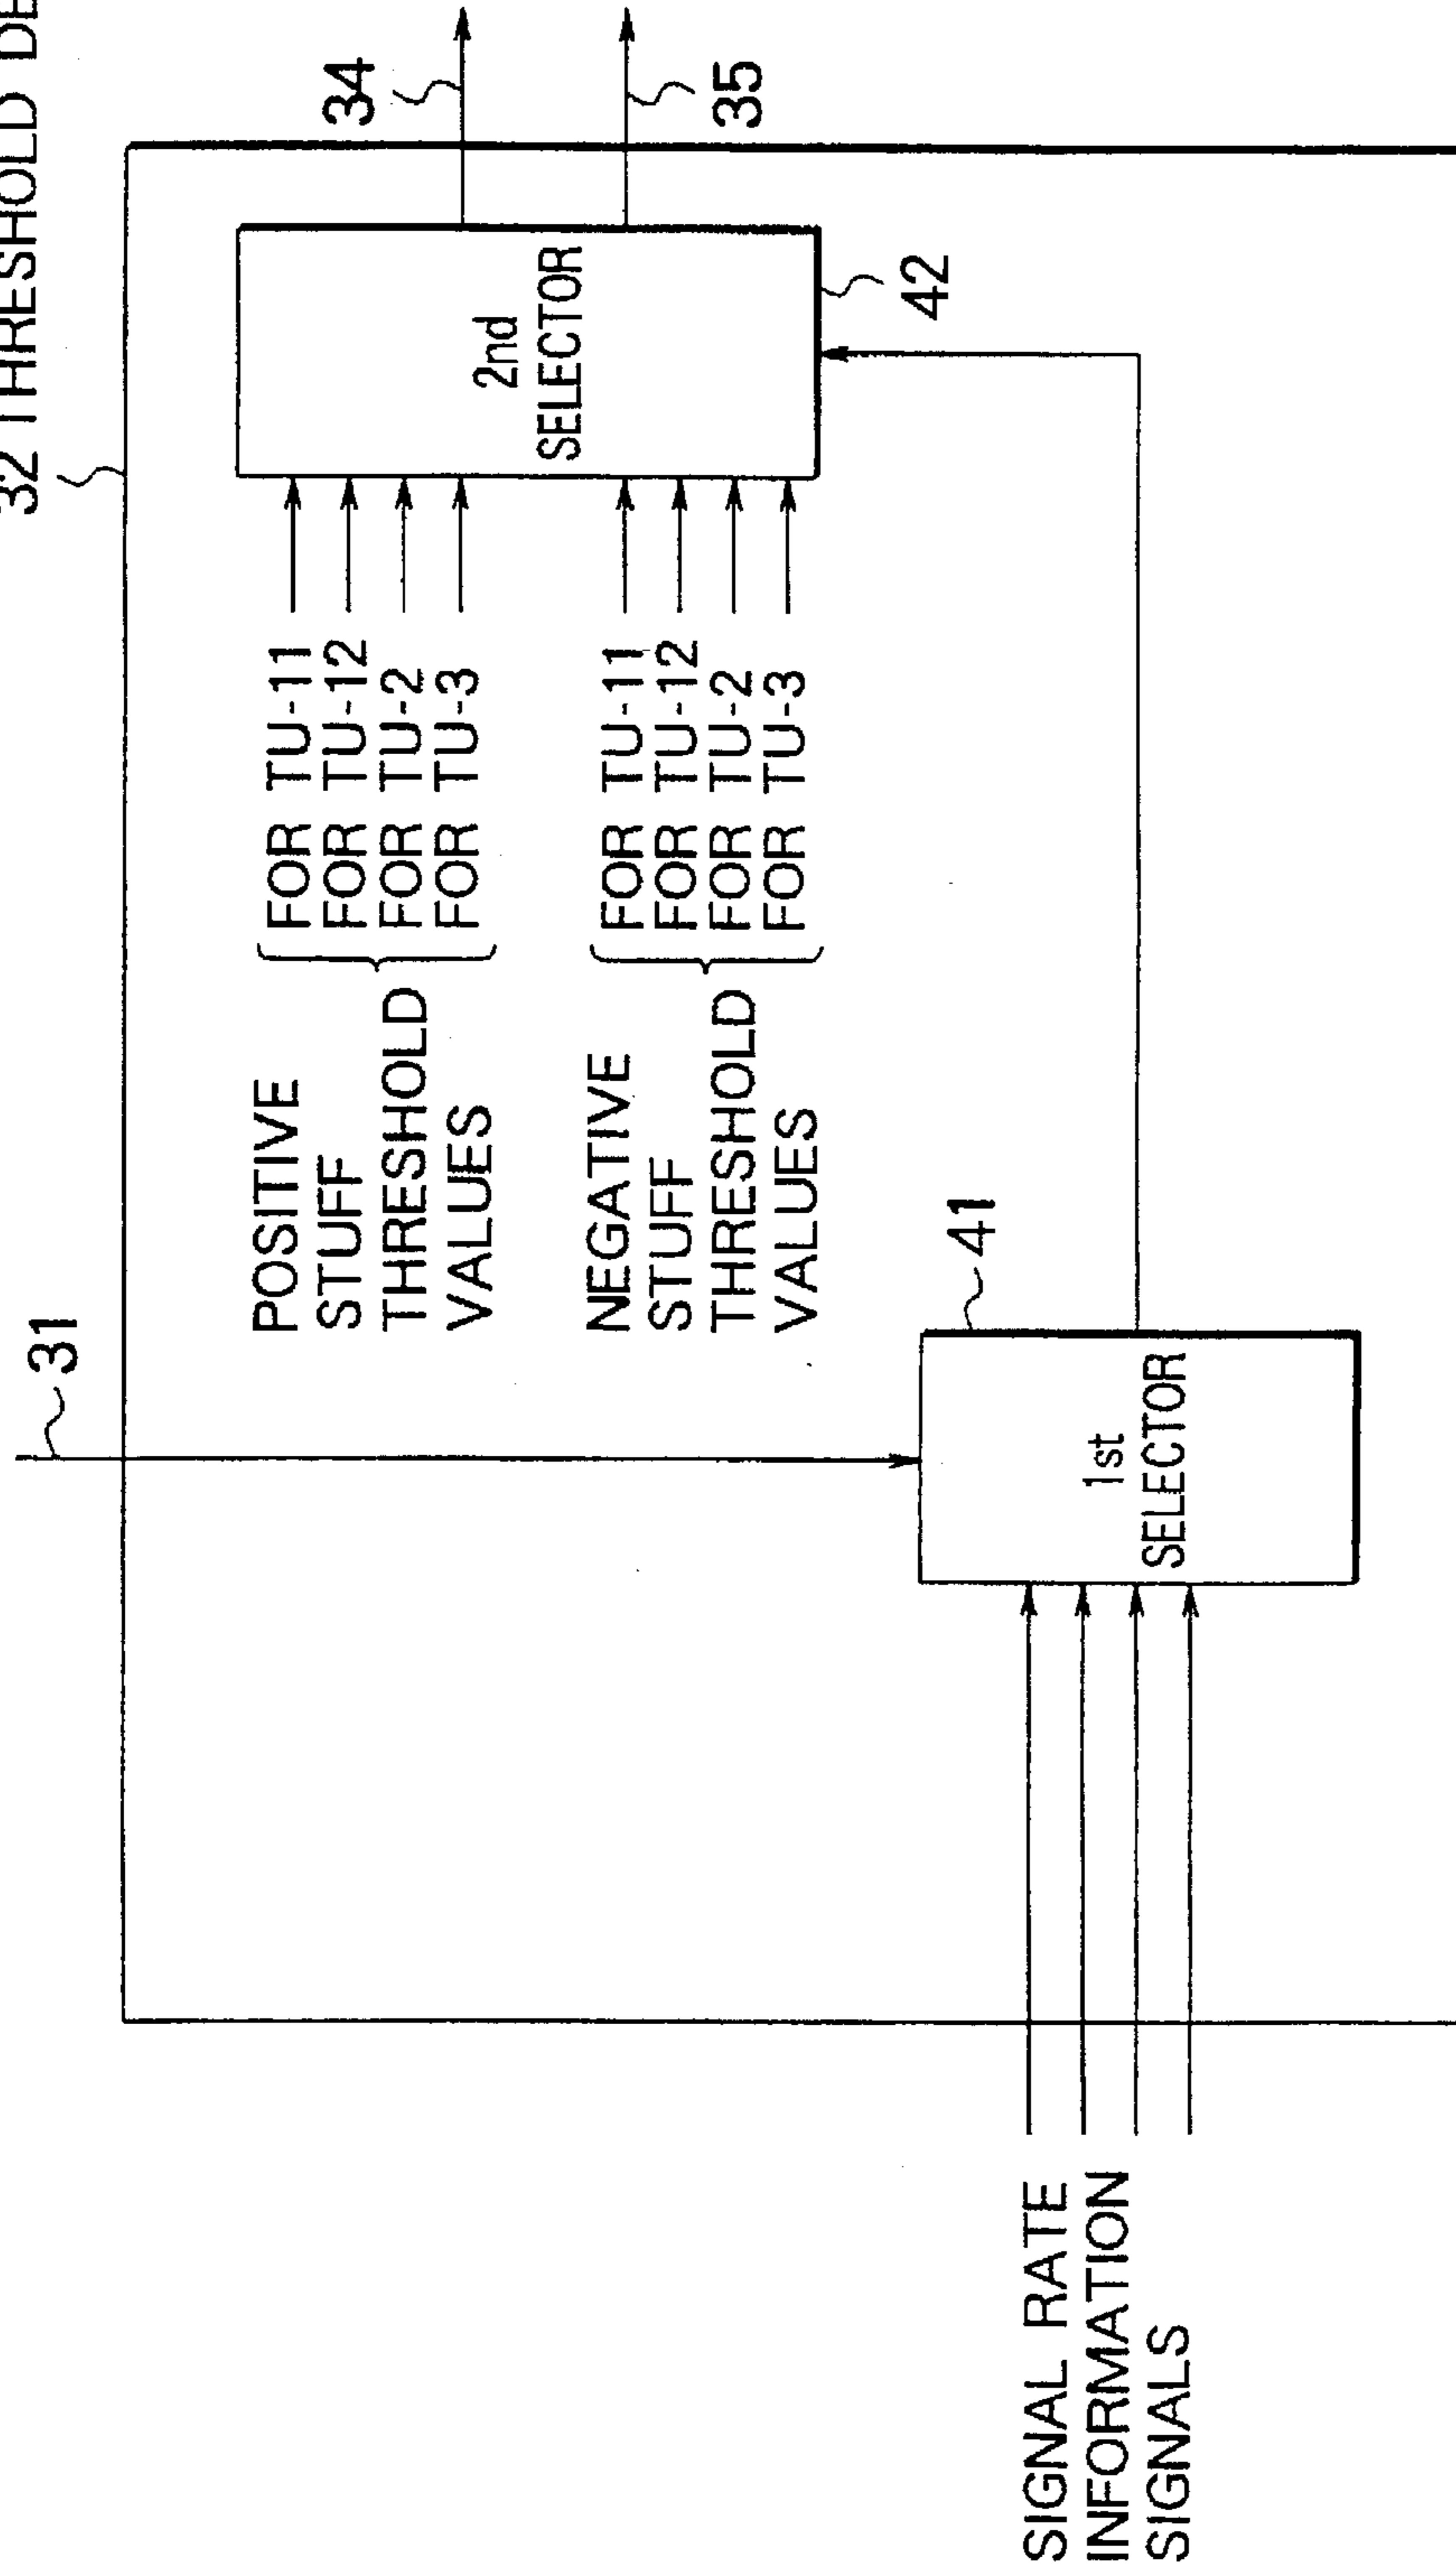 32 THRESHOLD
31
34
35
POSITIVE
STUFF
THRESHOLD
VALUES
FOR TU-11
FOR TU-12
FOR TU-2
FOR TU-3
NEGATIVE
STUFF
THRESHOLD
VALUES
FOR TU-11
FOR TU-12
FOR TU-2
FOR TU-3
2nd
SELECTOR
42
41
1st
SELECTOR
SIGNAL RATE
INFORMATION
SIGNALS